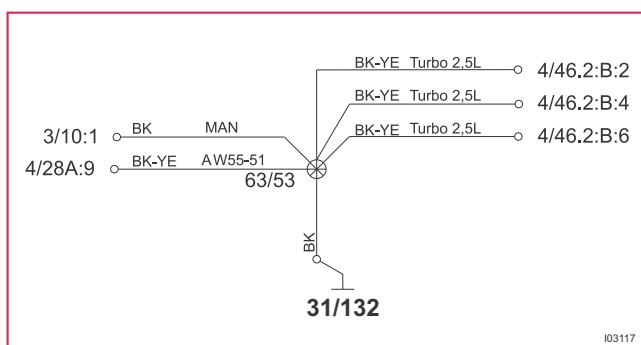 BK-YE Turbo 2,5L 4/46.2:B:2
BK-YE Turbo 2,5L 4/46.2:B:4
3/10:1 BK MAN BK-YE Turbo 2,5L 4/46.2:B:6
4/28A:9 BK-YE AW55-51
63/53
BK
31/132
I03117